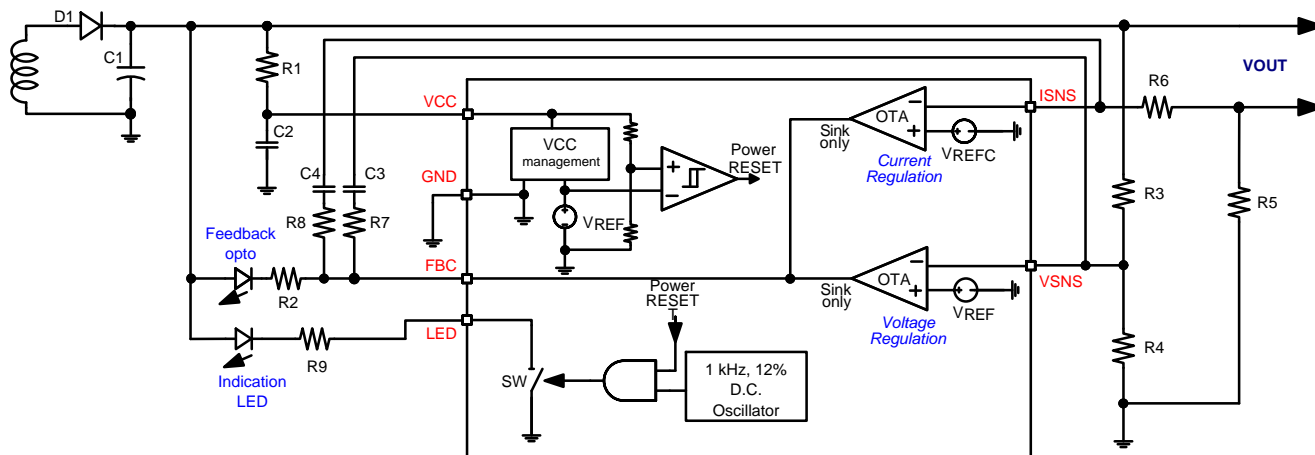 D1
C1
R1
C2
C4
C3
R8
R7
Feedback
opto
R2
R9
Indication
LED
VCC
GND
FBC
LED
VCC
management
VREF
Power
RESET
Power
RESET
SW
1 kHz, 12%
D.C.
Oscillator
OTA
Sink
only
Current
Regulation
VREFC
OTA
Sink
only
Voltage
Regulation
VREF
ISNS
VSNS
R6
VOUT
R3
R5
R4